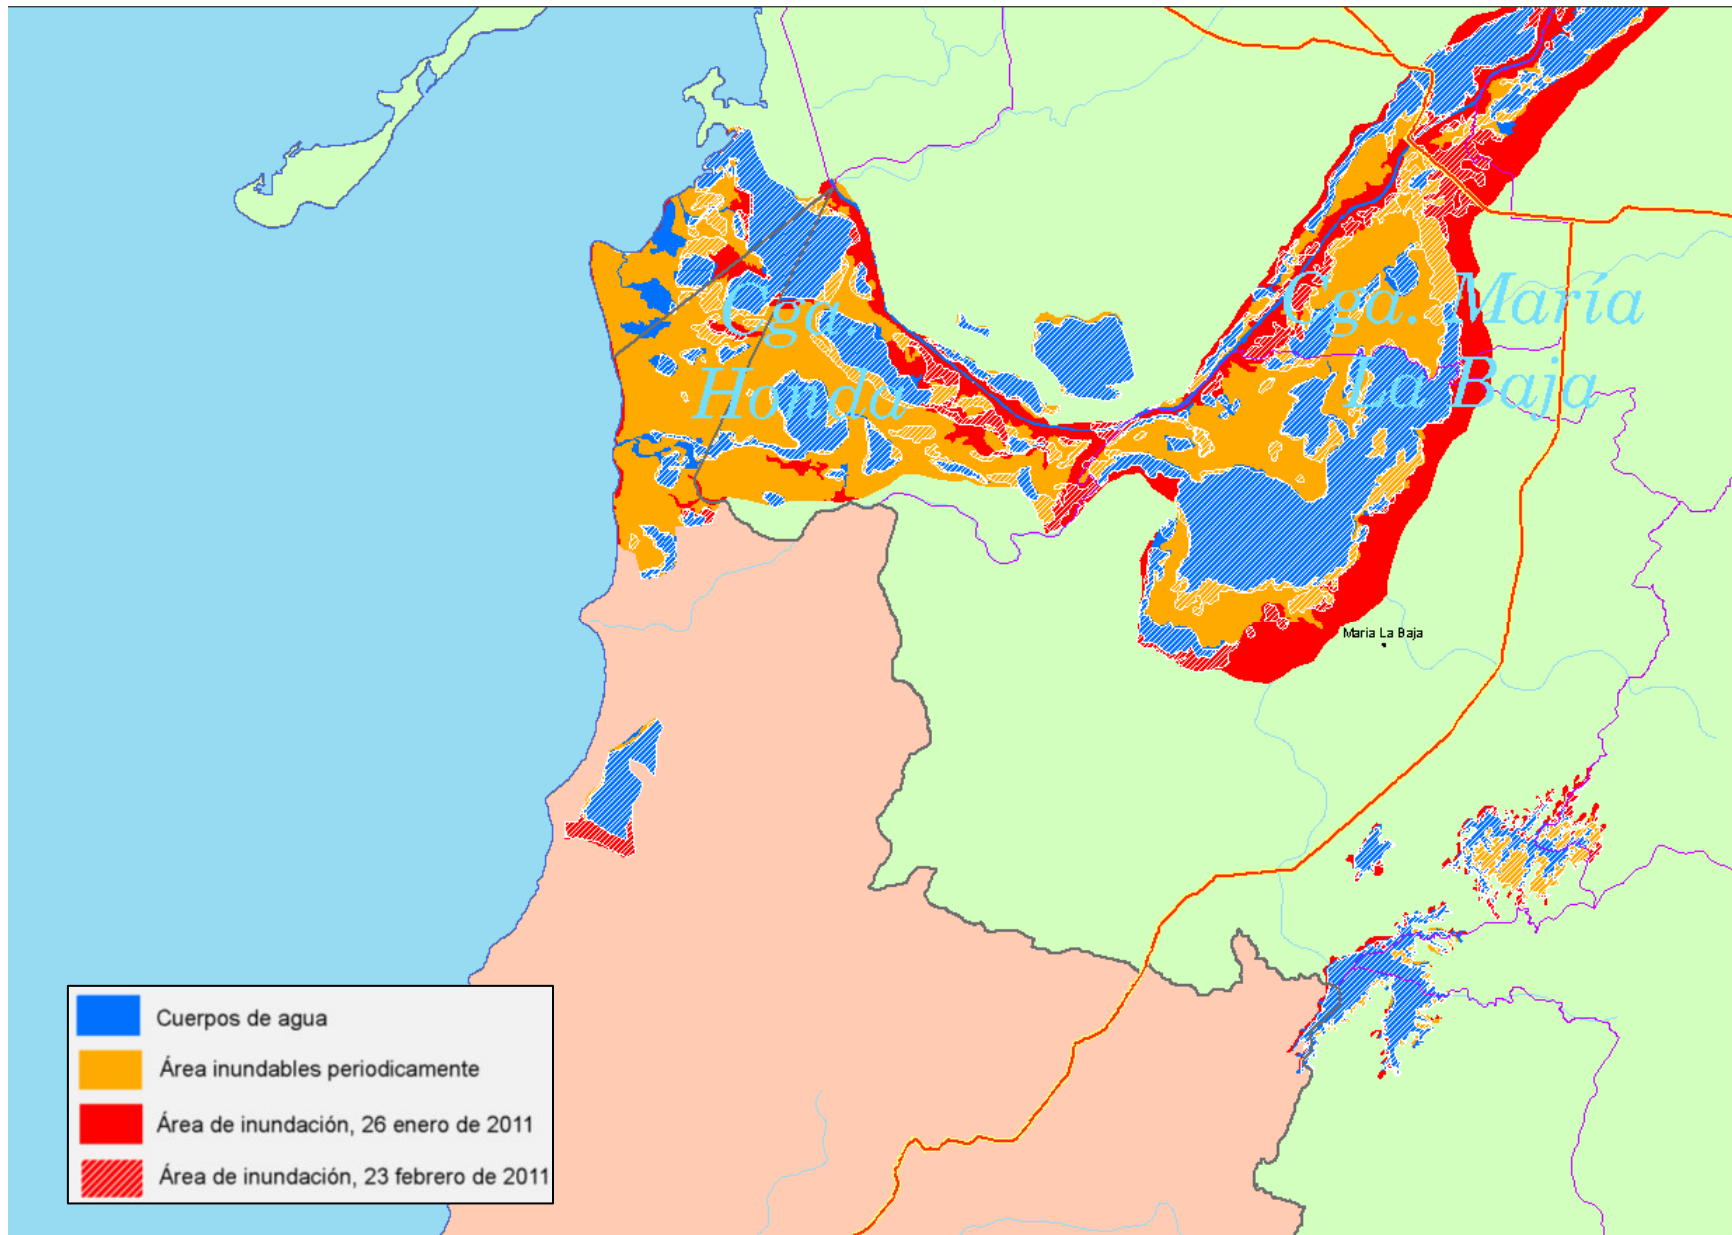 Cga.
Honda
Cga. María
La Baja
Maria La Baja
Cuerpos de agua
Área inundables periodicamente
Área de inundación, 26 enero de 2011
Área de inundación, 23 febrero de 2011